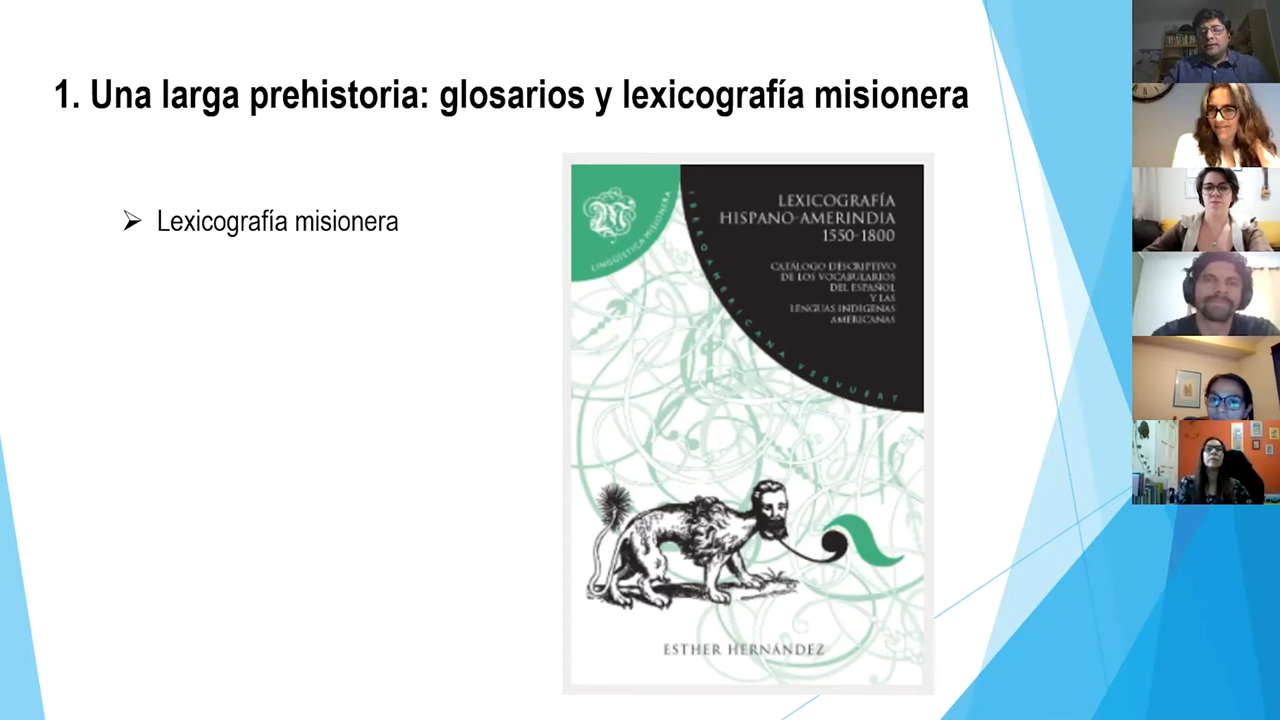 1. Una larga prehistoria: glosarios y lexicografía misionera
Lexicografía misionera
LINGÜÍSTICA MISIONERA
IBEROAMERICANA VERVUERT
LEXICOGRAFÍA
HISPANO-AMERINDIA
1550-1800
CATÁLOGO DESCRIPTIVO
DE LOS VOCABULARIOS
DEL ESPAÑOL
Y LAS
LENGUAS INDÍGENAS
AMERICANAS
ESTHER HERNÁNDEZ